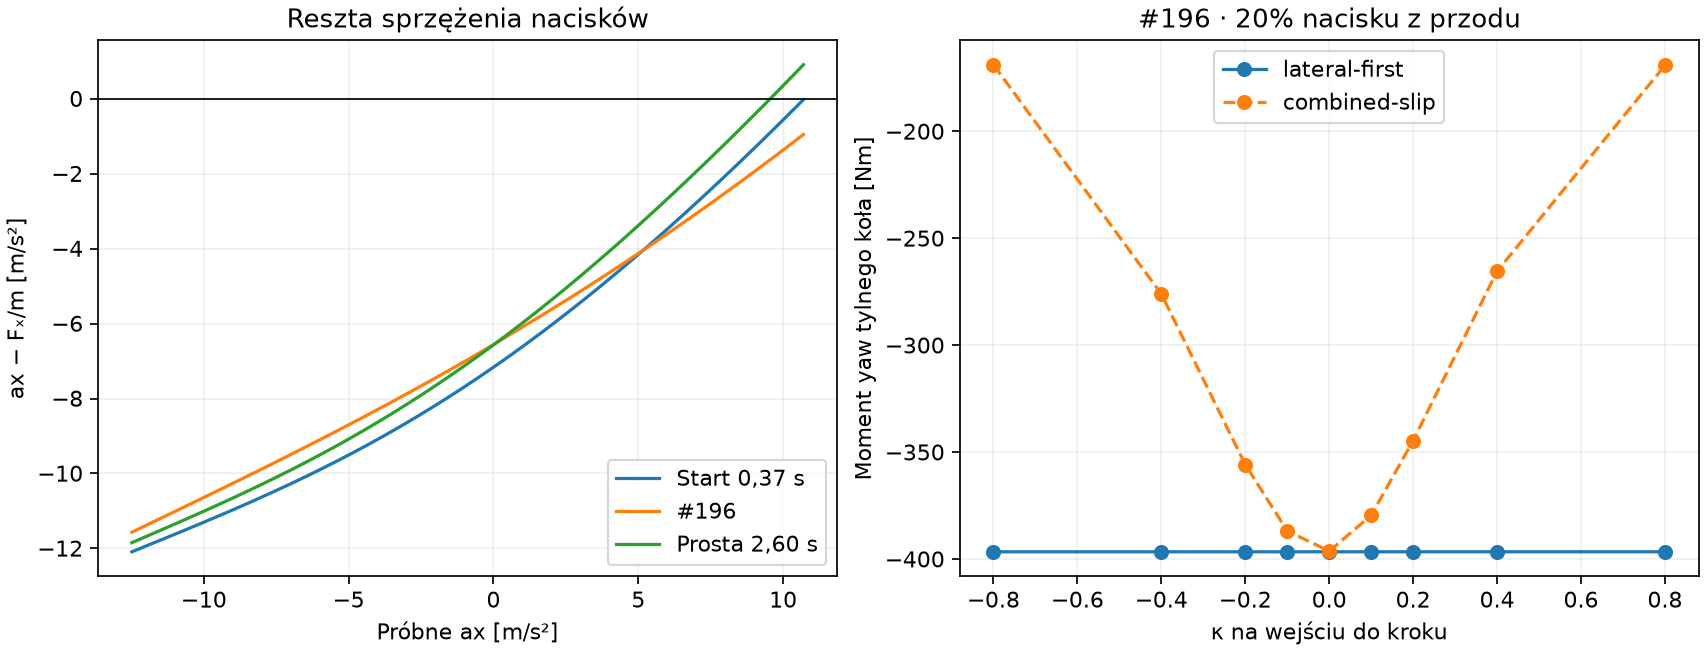 Reszta sprzężenia nacisków
ax − Fₓ/m [m/s²]
0
−2
−4
−6
−8
−10
−12
Start 0,37 s
#196
Prosta 2,60 s
−10
−5
0
5
10
Próbne ax [m/s²]
#196 · 20% nacisku z przodu
Moment yaw tylnego koła [Nm]
lateral-first
combined-slip
−200
−250
−300
−350
−400
−0.8
−0.6
−0.4
−0.2
0.0
0.2
0.4
0.6
0.8
κ na wejściu do kroku